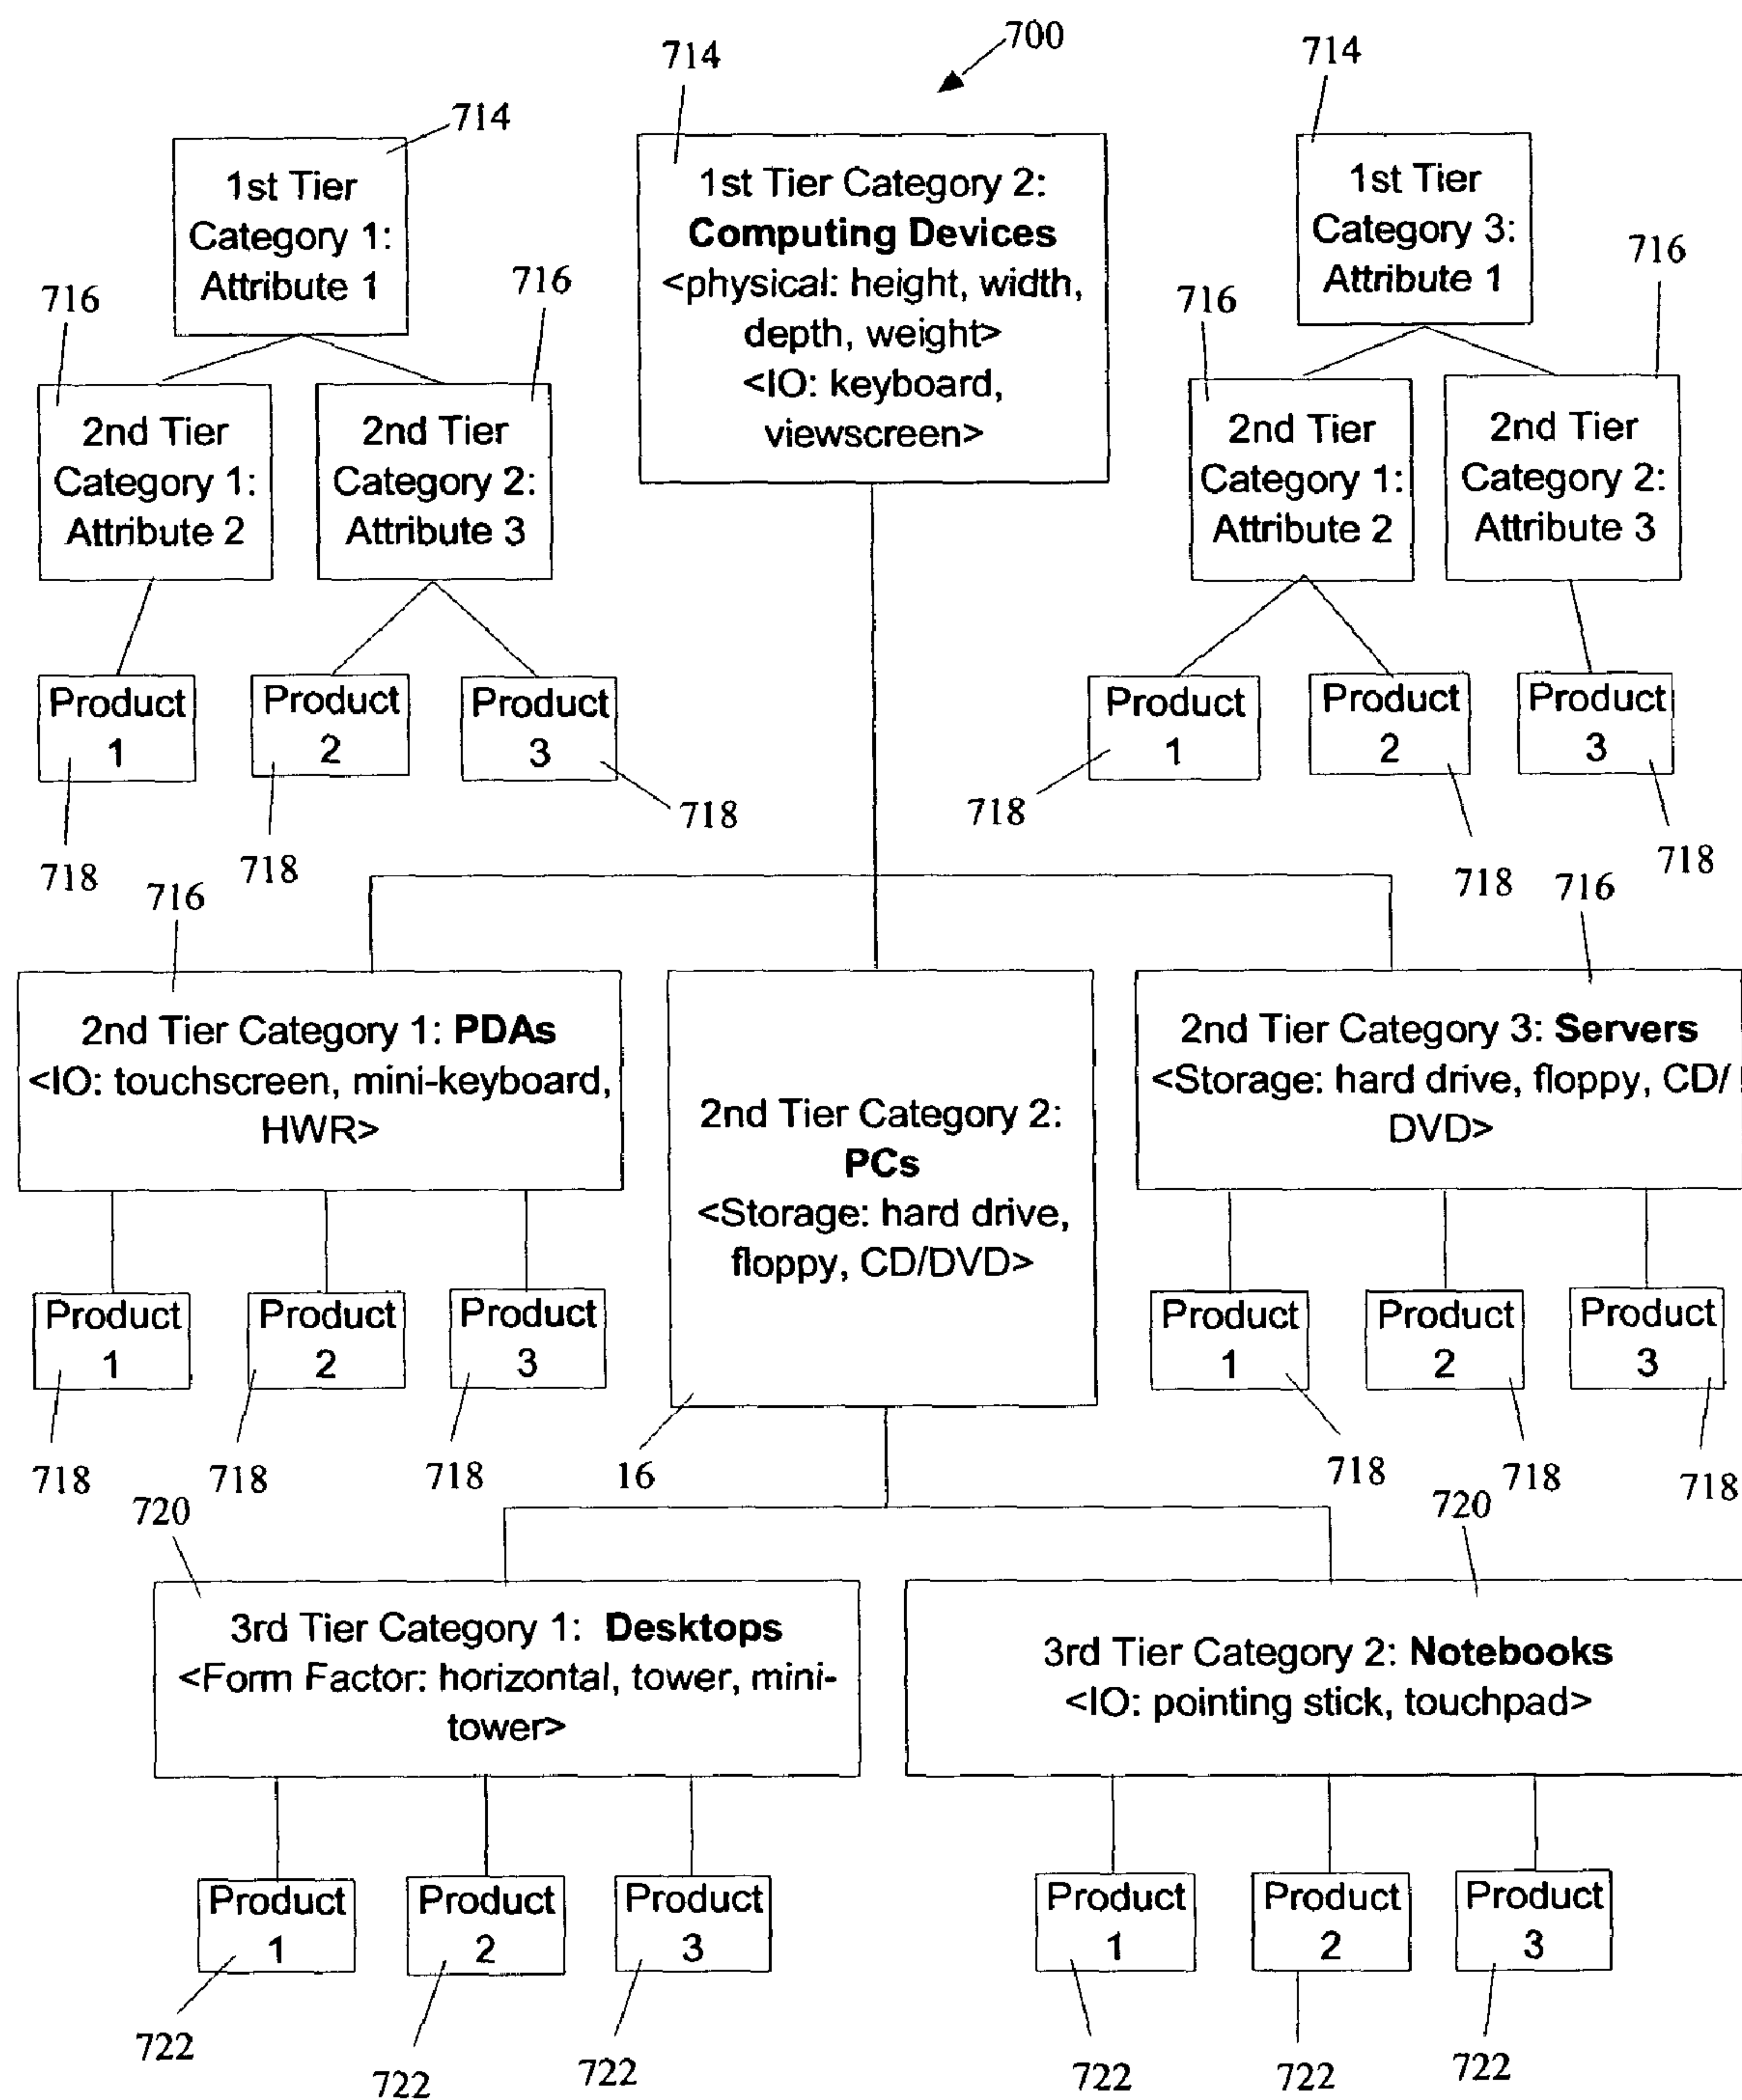 700
714
714
714
1st Tier
Category 1:
Attribute 1
1st Tier Category 2:
Computing Devices
<physical: height, width,
depth, weight>
<IO: keyboard,
viewscreen>
1st Tier
Category 3:
Attribute 1
716
716
716
716
2nd Tier
Category 1:
Attribute 2
2nd Tier
Category 2:
Attribute 3
2nd Tier
Category 1:
Attribute 2
2nd Tier
Category 2:
Attribute 3
Product
1
Product
2
Product
3
Product
1
Product
2
Product
3
718
718
718
718
718
718
716
716
2nd Tier Category 1: PDAs
<IO: touchscreen, mini-keyboard,
HWR>
2nd Tier Category 2:
PCs
<Storage: hard drive,
floppy, CD/DVD>
2nd Tier Category 3: Servers
<Storage: hard drive, floppy, CD/
DVD>
Product
1
Product
2
Product
3
Product
1
Product
2
Product
3
718
718
718
16
718
718
718
720
720
3rd Tier Category 1: Desktops
<Form Factor: horizontal, tower, mini-
tower>
3rd Tier Category 2: Notebooks
<IO: pointing stick, touchpad>
Product
1
Product
2
Product
3
Product
1
Product
2
Product
3
722
722
722
722
722
722